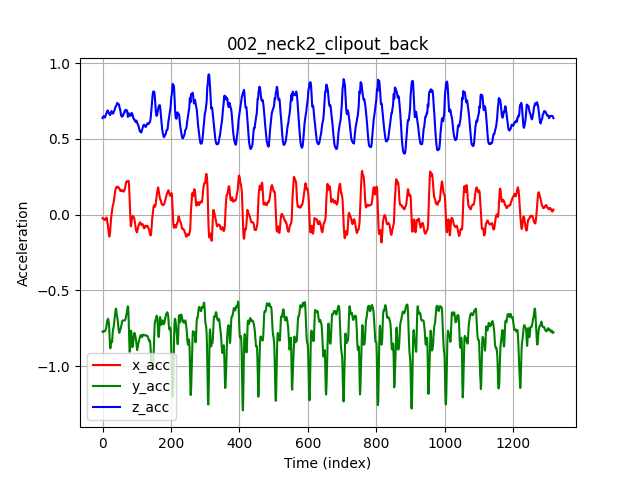 002_neck2_clipout_back
1.0
0.5
0.0
−0.5
−1.0
Acceleration
x_acc
y_acc
z_acc
0 200 400 600 800 1000 1200
Time (index)